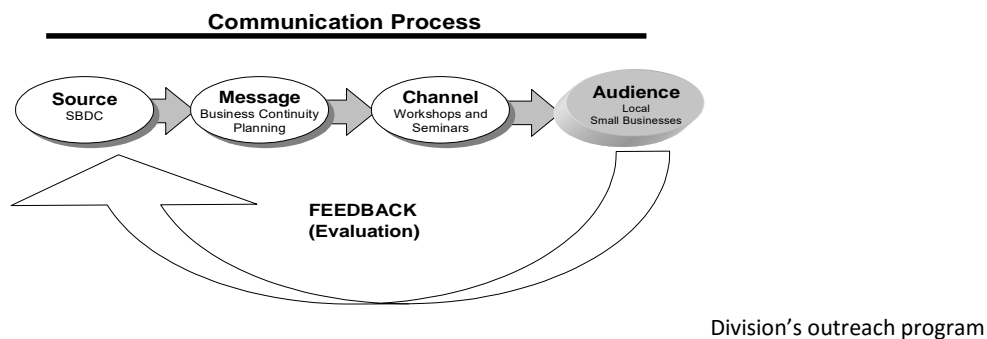 Communication Process
Source
SBDC
Message
Business Continuity
Planning
Channel
Workshops and
Seminars
Audience
Local
Small Businesses
FEEDBACK
(Evaluation)
Division’s outreach program